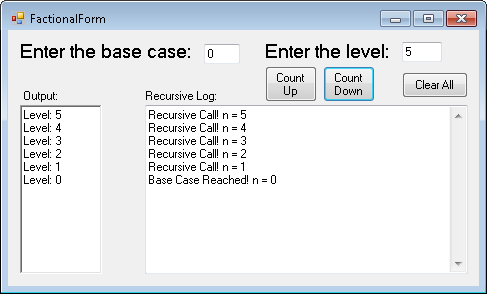 FactionalForm
Enter the base case: 0
Enter the level: 5
Count Up
Count Down
Clear All
Output:
Level: 5
Level: 4
Level: 3
Level: 2
Level: 1
Level: 0
Recursive Log:
Recursive Call! n = 5
Recursive Call! n = 4
Recursive Call! n = 3
Recursive Call! n = 2
Recursive Call! n = 1
Base Case Reached! n = 0